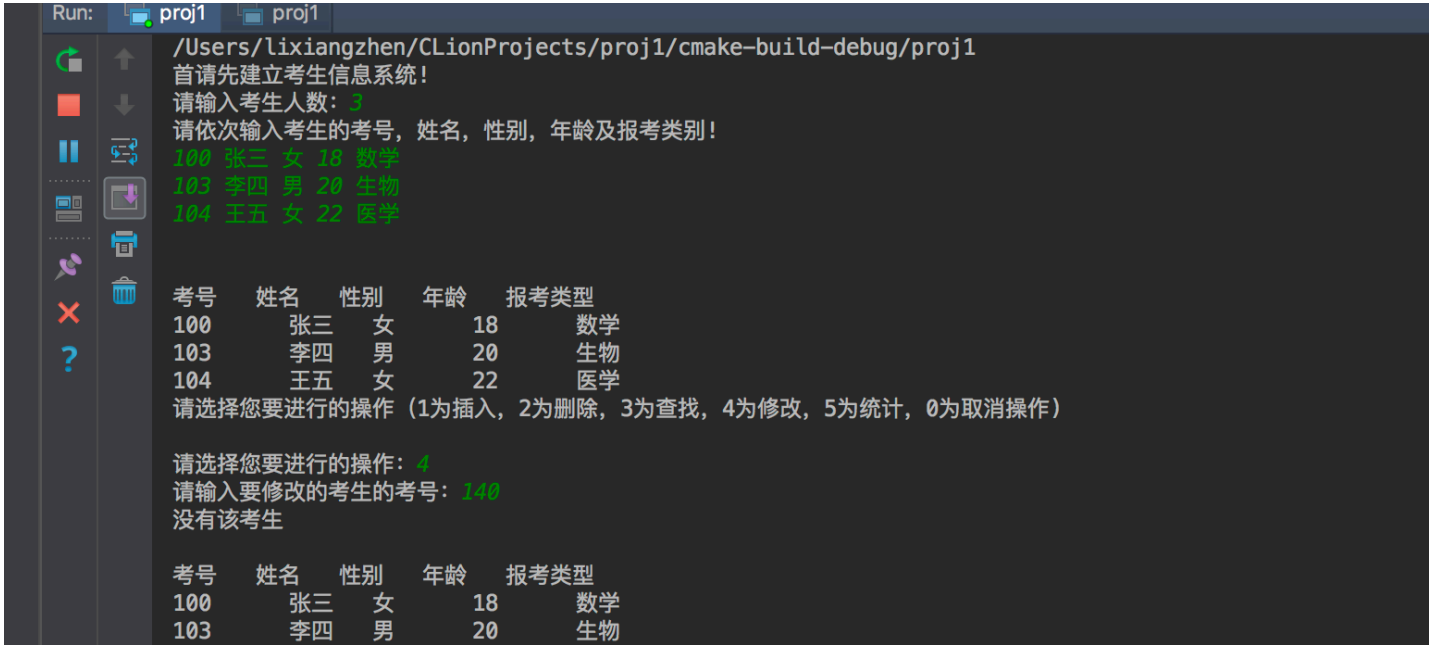 Run: proj1 proj1
/Users/lixiangzhen/CLionProjects/proj1/cmake-build-debug/proj1
首请先建立考生信息系统!
请输入考生人数: 3
请依次输入考生的考号, 姓名, 性别, 年龄及报考类别!
100 张三 女 18 数学
103 李四 男 20 生物
104 王五 女 22 医学
考号 姓名 性别 年龄 报考类型
100 张三 女 18 数学
103 李四 男 20 生物
104 王五 女 22 医学
请选择您要进行的操作 (1为插入, 2为删除, 3为查找, 4为修改, 5为统计, 0为取消操作)
请选择您要进行的操作: 4
请输入要修改的考生的考号: 140
没有该考生
考号 姓名 性别 年龄 报考类型
100 张三 女 18 数学
103 李四 男 20 生物